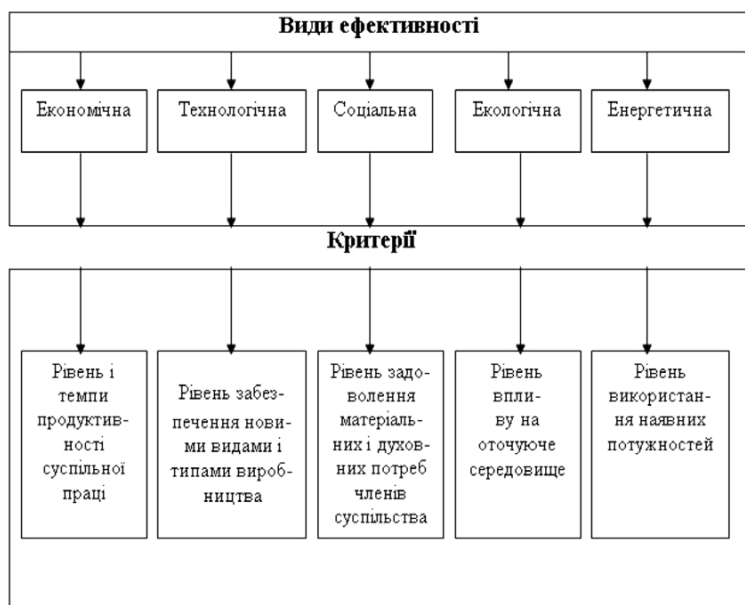 Види ефективності
Економічна
Технологічна
Соціальна
Екологічна
Енергетична
Критерії
Рівень і
темпи
продуктив-
ності
суспільної
праці
Рівень забез-
печення нови-
ми видами і
типами вироб-
ництва
Рівень задо-
волення
матеріаль-
них і духов-
них потреб
членів
суспільства
Рівень
впли-
ву на
оточуюче
середовище
Рівень
використан-
ня наявних
потужностей